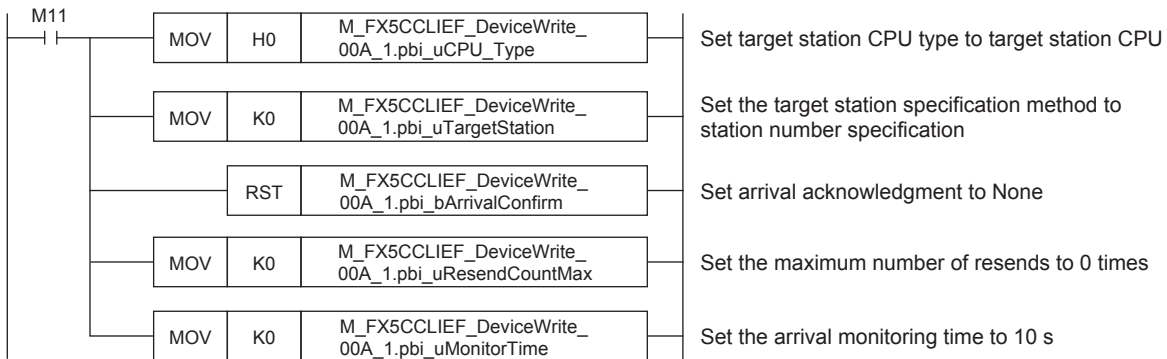 M11
MOV H0 M_FX5CCLIEF_DeviceWrite_
00A_1.pbi_uCPU_Type
Set target station CPU type to target station CPU
MOV K0 M_FX5CCLIEF_DeviceWrite_
00A_1.pbi_uTargetStation
Set the target station specification method to
station number specification
RST M_FX5CCLIEF_DeviceWrite_
00A_1.pbi_bArrivalConfirm
Set arrival acknowledgment to None
MOV K0 M_FX5CCLIEF_DeviceWrite_
00A_1.pbi_uResendCountMax
Set the maximum number of resends to 0 times
MOV K0 M_FX5CCLIEF_DeviceWrite_
00A_1.pbi_uMonitorTime
Set the arrival monitoring time to 10 s